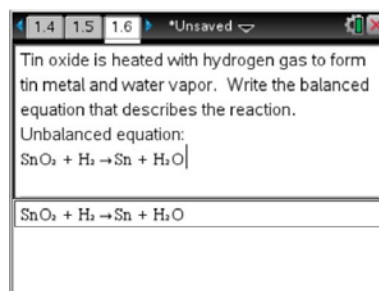 1.4 1.5 1.6 *Unsaved
Tin oxide is heated with hydrogen gas to form
tin metal and water vapor. Write the balanced
equation that describes the reaction.
Unbalanced equation:
SnO₂ + H₂ →Sn + H₂O
SnO₂ + H₂ →Sn + H₂O